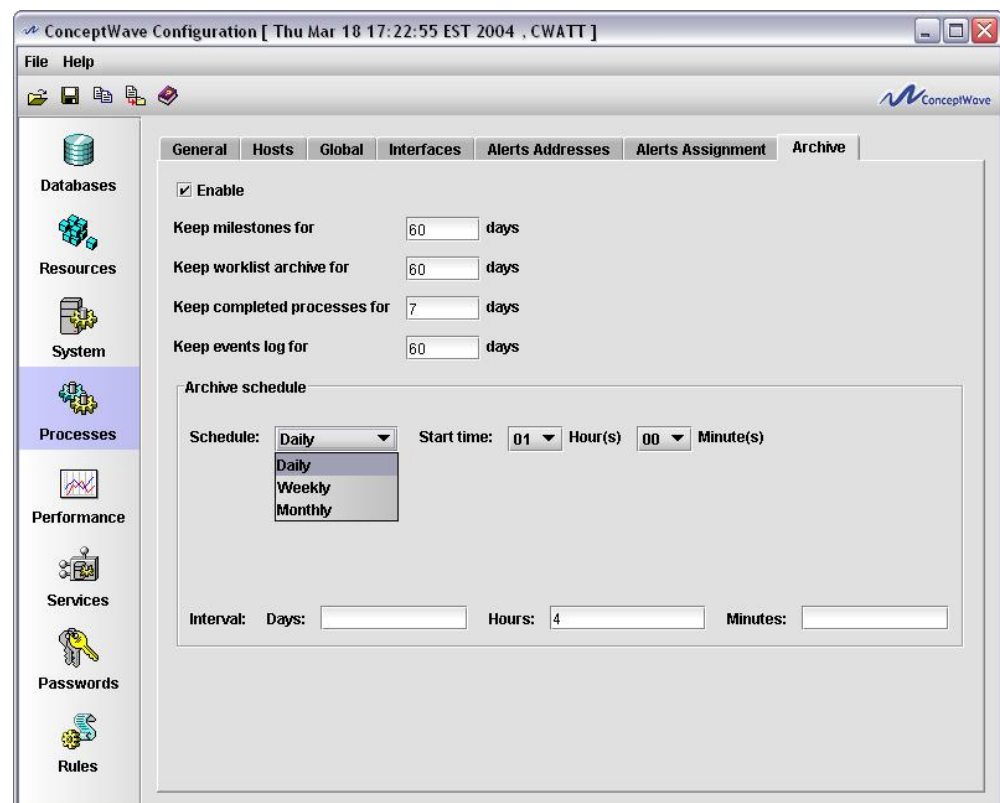 ConceptWave Configuration [ Thu Mar 18 17:22:55 EST 2004 , CWATT ]
File Help
ConceptWave
Databases
Resources
System
Processes
Performance
Services
Passwords
Rules
General Hosts Global Interfaces Alerts Addresses Alerts Assignment Archive
Enable
Keep milestones for 60 days
Keep worklist archive for 60 days
Keep completed processes for 7 days
Keep events log for 60 days
Archive schedule
Schedule: Daily Start time: 01 Hour(s) 00 Minute(s)
Daily
Weekly
Monthly
Interval: Days: Hours: 4 Minutes: